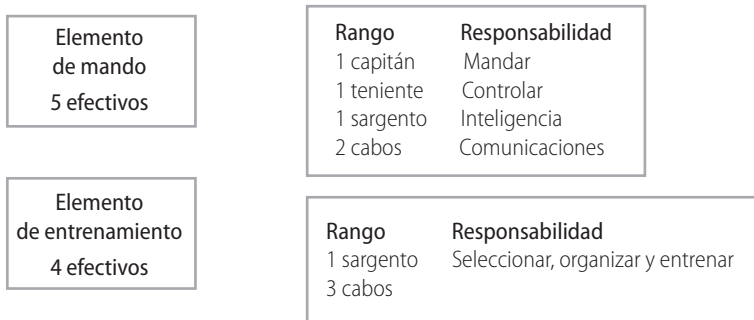 Elemento
de mando
5 efectivos
Rango Responsabilidad
1 capitán Mandar
1 teniente Controlar
1 sargento Inteligencia
2 cabos Comunicaciones
Elemento
de entrenamiento
4 efectivos
Rango Responsabilidad
1 sargento Seleccionar, organizar y entrenar
3 cabos